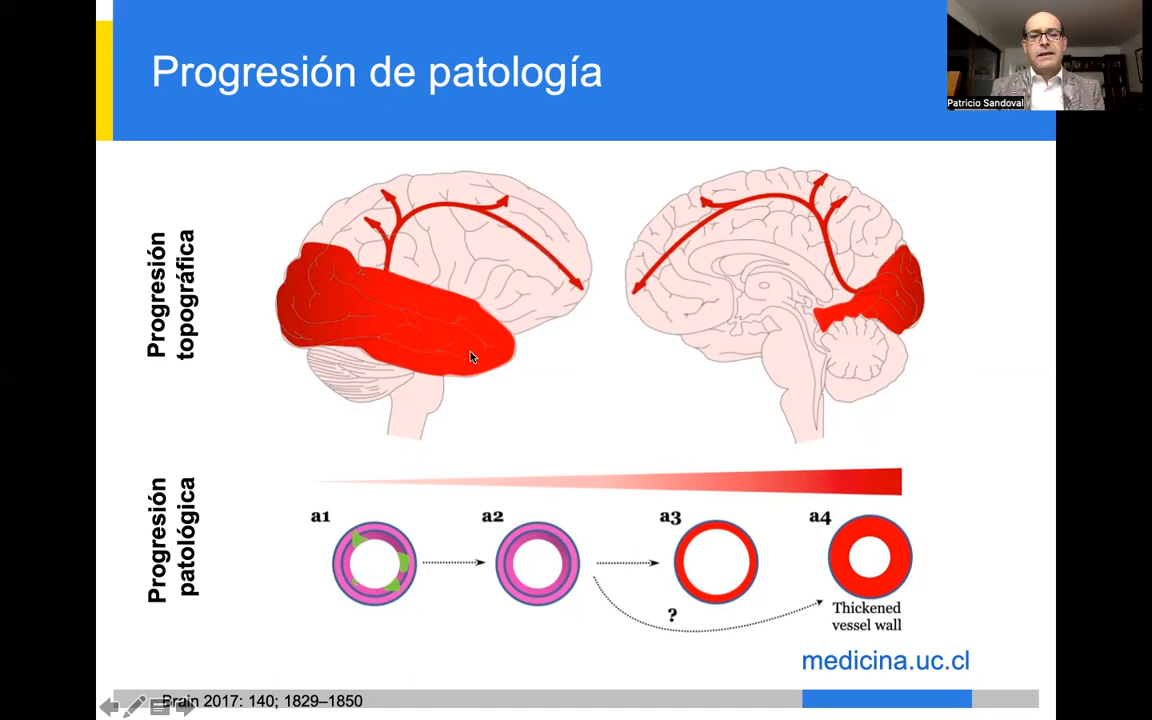 Progresión de patología
Patricio Sandoval
Progresión
topográfica
Progresión
patológica
a1
a2
a3
a4
?
Thickened
vessel wall
medicina.uc.cl
Brain 2017: 140; 1829–1850